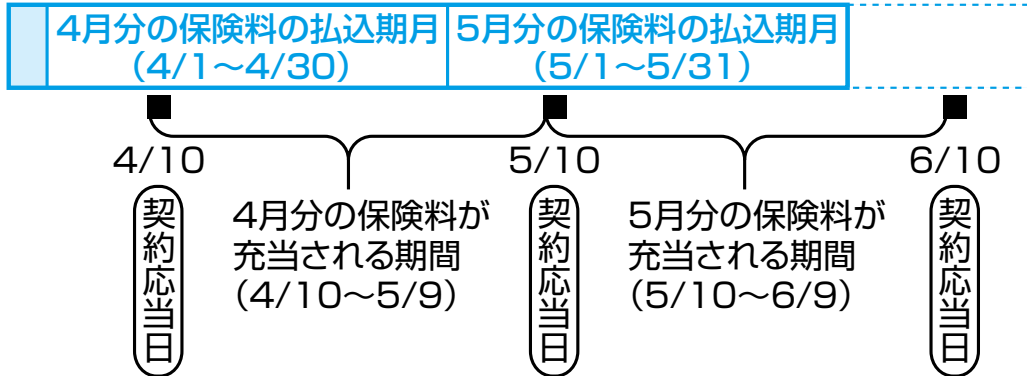 4月分の保険料の払込期月
（4/1～4/30）
5月分の保険料の払込期月
（5/1～5/31）
4/10
5/10
6/10
契約応当日
4月分の保険料が
充当される期間
（4/10～5/9）
契約応当日
5月分の保険料が
充当される期間
（5/10～6/9）
契約応当日